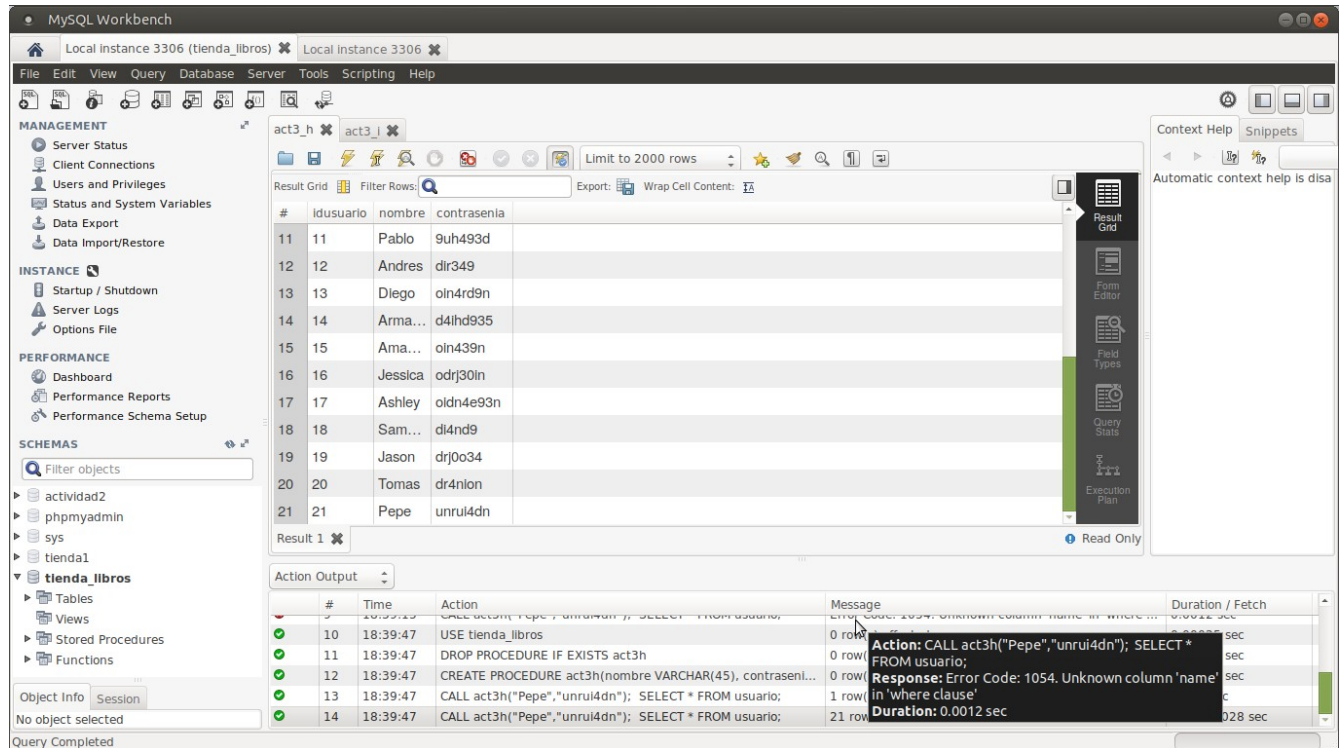 MySQL Workbench
Local instance 3306 (tienda_libros) Local instance 3306
File Edit View Query Database Server Tools Scripting Help
MANAGEMENT
Server Status
Client Connections
Users and Privileges
Status and System Variables
Data Export
Data Import/Restore
INSTANCE
Startup / Shutdown
Server Logs
Options File
PERFORMANCE
Dashboard
Performance Reports
Performance Schema Setup
SCHEMAS
Filter objects
actividad2
phpmyadmin
sys
tienda1
tienda_libros
Tables
Views
Stored Procedures
Functions
Object Info Session
No object selected
Query Completed
act3_h act3_i
Limit to 2000 rows
Result Grid Filter Rows: Export: Wrap Cell Content:
# idusuario nombre contrasenia
11 11 Pablo 9uh493d
12 12 Andres dir349
13 13 Diego oin4rd9n
14 14 Arma... d4lhd935
15 15 Ama... oin439n
16 16 Jessica odrj30in
17 17 Ashley oidn4e93n
18 18 Sam... di4nd9
19 19 Jason drj0o34
20 20 Tomas dr4nion
21 21 Pepe unrui4dn
Result 1
Read Only
Result Grid
Form Editor
Field Types
Query Stats
Execution Plan
Context Help Snippets
Automatic context help is disa
Action Output
# Time Action Message Duration / Fetch
10 18:39:47 USE tienda_libros 0 row(
11 18:39:47 DROP PROCEDURE IF EXISTS act3h 0 row( sec
12 18:39:47 CREATE PROCEDURE act3h(nombre VARCHAR(45), contraseni... 0 row( sec
13 18:39:47 CALL act3h("Pepe","unrui4dn"); SELECT * FROM usuario; 1 row(
14 18:39:47 CALL act3h("Pepe","unrui4dn"); SELECT * FROM usuario; 21 row 028 sec
Action: CALL act3h("Pepe","unrui4dn"); SELECT *
FROM usuario;
Response: Error Code: 1054. Unknown column 'name'
in 'where clause'
Duration: 0.0012 sec